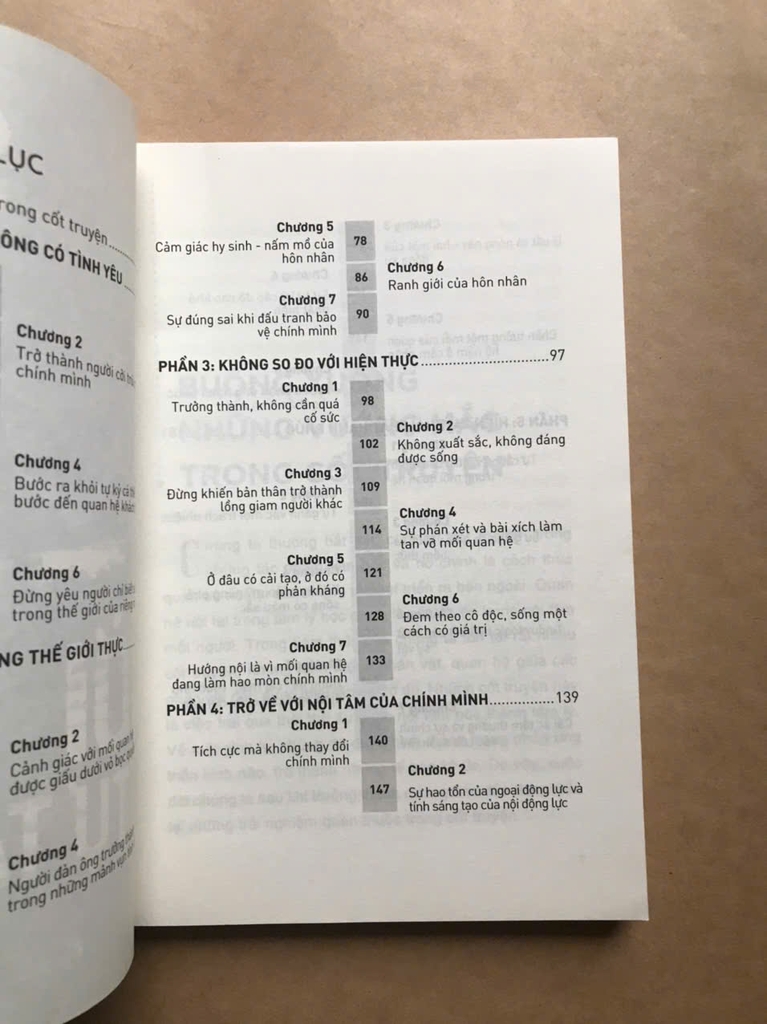 LỤC
rong cốt truyện
ÔNG CÓ TÌNH YÊU
Chương 2
Trở thành người
chính mình
Chương 4
Bước ra khỏi tự kỷ
bước đến quan hệ
Chương 6
Đừng yêu người chỉ
trong thế giới của
NG THẾ GIỚI THỰC
Chương 2
Cảnh giác với mối
được giấu dưới vỏ bọc
Chương 4
Người đàn ông trưởng
trong những mảnh
Chương 5
Cảm giác hy sinh - nấm mồ của
hôn nhân
78
86
Chương 6
Ranh giới của hôn nhân
Chương 7
Sự đúng sai khi đấu tranh bảo
vệ chính mình
90
PHẦN 3: KHÔNG SO ĐO VỚI HIỆN THỰC..............................97
Chương 1
Trưởng thành, không cần quá
cố sức
98
102
Chương 2
Không xuất sắc, không đáng
được sống
Chương 3
Đừng khiến bản thân trở thành
lồng giam người khác
109
114
Chương 4
Sự phán xét và bài xích làm
tan vỡ mối quan hệ
Chương 5
Ở đâu có cải tạo, ở đó có
phản kháng
121
128
Chương 6
Đem theo cô độc, sống một
cách có giá trị
Chương 7
Hướng nội là vì mối quan hệ
đang làm hao mòn chính mình
133
PHẦN 4: TRỞ VỀ VỚI NỘI TÂM CỦA CHÍNH MÌNH...............139
Chương 1
Tích cực mà không thay đổi
chính mình
140
147
Chương 2
Sự hao tổn của ngoại động lực và
tính sáng tạo của nội động lực